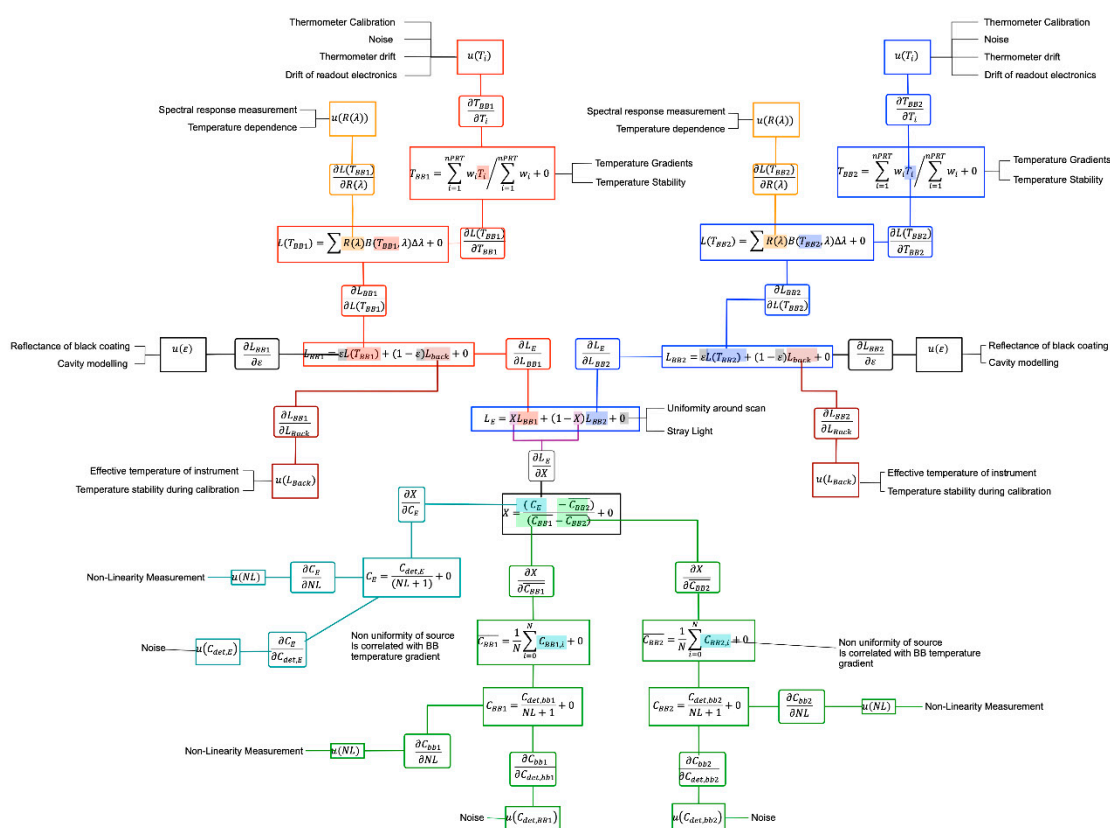 Thermometer Calibration
Noise
Thermometer drift
Drift of readout electronics
u(T_i)
Thermometer Calibration
Noise
Thermometer drift
Drift of readout electronics
u(T_i)
∂T_BB1/∂T_i
∂T_BB2/∂T_i
Spectral response measurement
Temperature dependence
u(R(λ))
Spectral response measurement
Temperature dependence
u(R(λ))
T_BB1 = ∑_{i-1}^{nPRT} w_i T_i / ∑_{i-1}^{nPRT} w_i + 0
Temperature Gradients
Temperature Stability
T_BB2 = ∑_{i=1}^{nPRT} w_i T_i / ∑_{i=1}^{nPRT} w_i + 0
Temperature Gradients
Temperature Stability
∂L(T_BB1)/∂R(λ)
∂L(T_BB2)/∂R(λ)
L(T_BB1) = ∑ R(λ)B(T_BB1, λ)Δλ + 0
∂L(T_BB1)/∂T_BB1
L(T_BB2) = ∑ R(λ)B(T_BB2, λ)Δλ + 0
∂L(T_BB2)/∂T_BB2
∂L_BB1/∂L(T_BB1)
∂L_BB2/∂L(T_BB2)
Reflectance of black coating
Cavity modelling
u(ε)
∂L_BB1/∂ε
L_BB1 = εL(T_BB1) + (1 − ε)L_back + 0
∂L_E/∂L_BB1
∂L_E/∂L_BB2
L_BB2 = εL(T_BB2) + (1 − ε)L_back + 0
∂L_BB2/∂ε
u(ε)
Reflectance of black coating
Cavity modelling
∂L_BB1/∂L_Back
L_E = XL_BB1 + (1−X)L_BB2 + 0
Uniformity around scan
Stray Light
∂L_BB2/∂L_Back
Effective temperature of instrument
Temperature stability during calibration
u(L_Back)
∂L_E/∂X
u(L_Back)
Effective temperature of instrument
Temperature stability during calibration
∂X/∂C_E
X = (C_E − \overline{C_BB2})/(\overline{C_BB1} − \overline{C_BB2}) + 0
Non-Linearity Measurement
u(NL)
∂C_E/∂NL
C_E = C_det,E/(NL + 1) + 0
∂X/∂\overline{C_BB1}
∂X/∂\overline{C_BB2}
Noise
u(C_det,E)
∂C_E/∂C_det,E
Non uniformity of source
Is correlated with BB
temperature gradient
\overline{C_BB1} = 1/N ∑_{i=0}^{N} C_BB1,i + 0
\overline{C_BB2} = 1/N ∑_{i=0}^{N} C_BB2,i + 0
Non uniformity of source
Is correlated with BB temperature
gradient
C_BB1 = C_det,bb1/NL + 1 + 0
C_BB2 = C_det,bb2/NL + 1 + 0
∂C_bb2/∂NL
u(NL)
Non-Linearity Measurement
Non-Linearity Measurement
u(NL)
∂C_bb1/∂NL
∂C_bb1/∂C_det,bb1
∂C_bb2/∂C_det,bb2
Noise
u(C_det,BB1)
u(C_det,bb2)
Noise